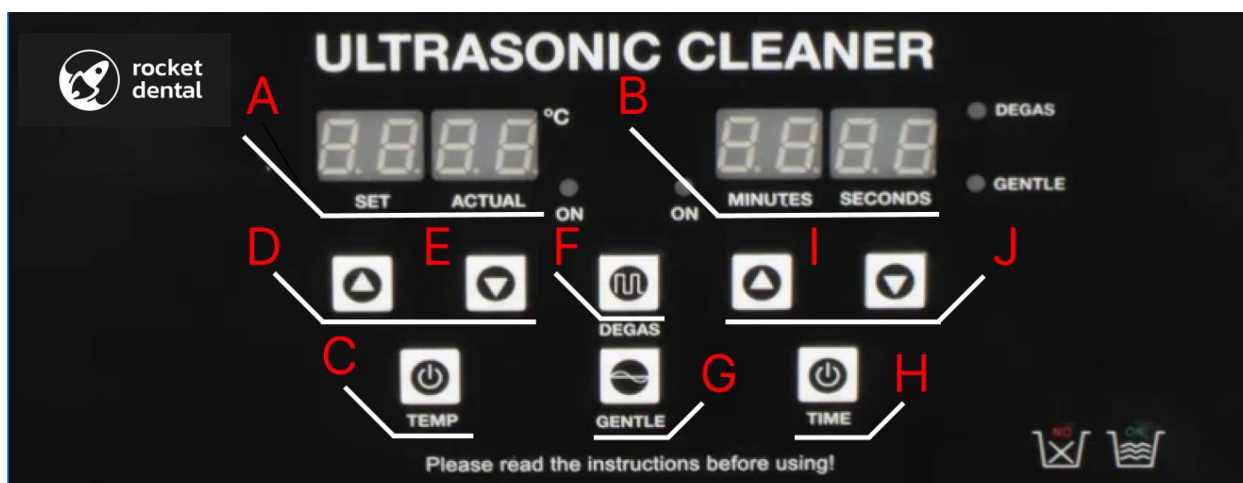 ULTRASONIC CLEANER
rocket
dental
A
B
°C
DEGAS
SET ACTUAL
ON
ON
MINUTES SECONDS
GENTLE
D
E
F
I
J
DEGAS
C
G
H
TEMP
GENTLE
TIME
NO
OK
Please read the instructions before using!